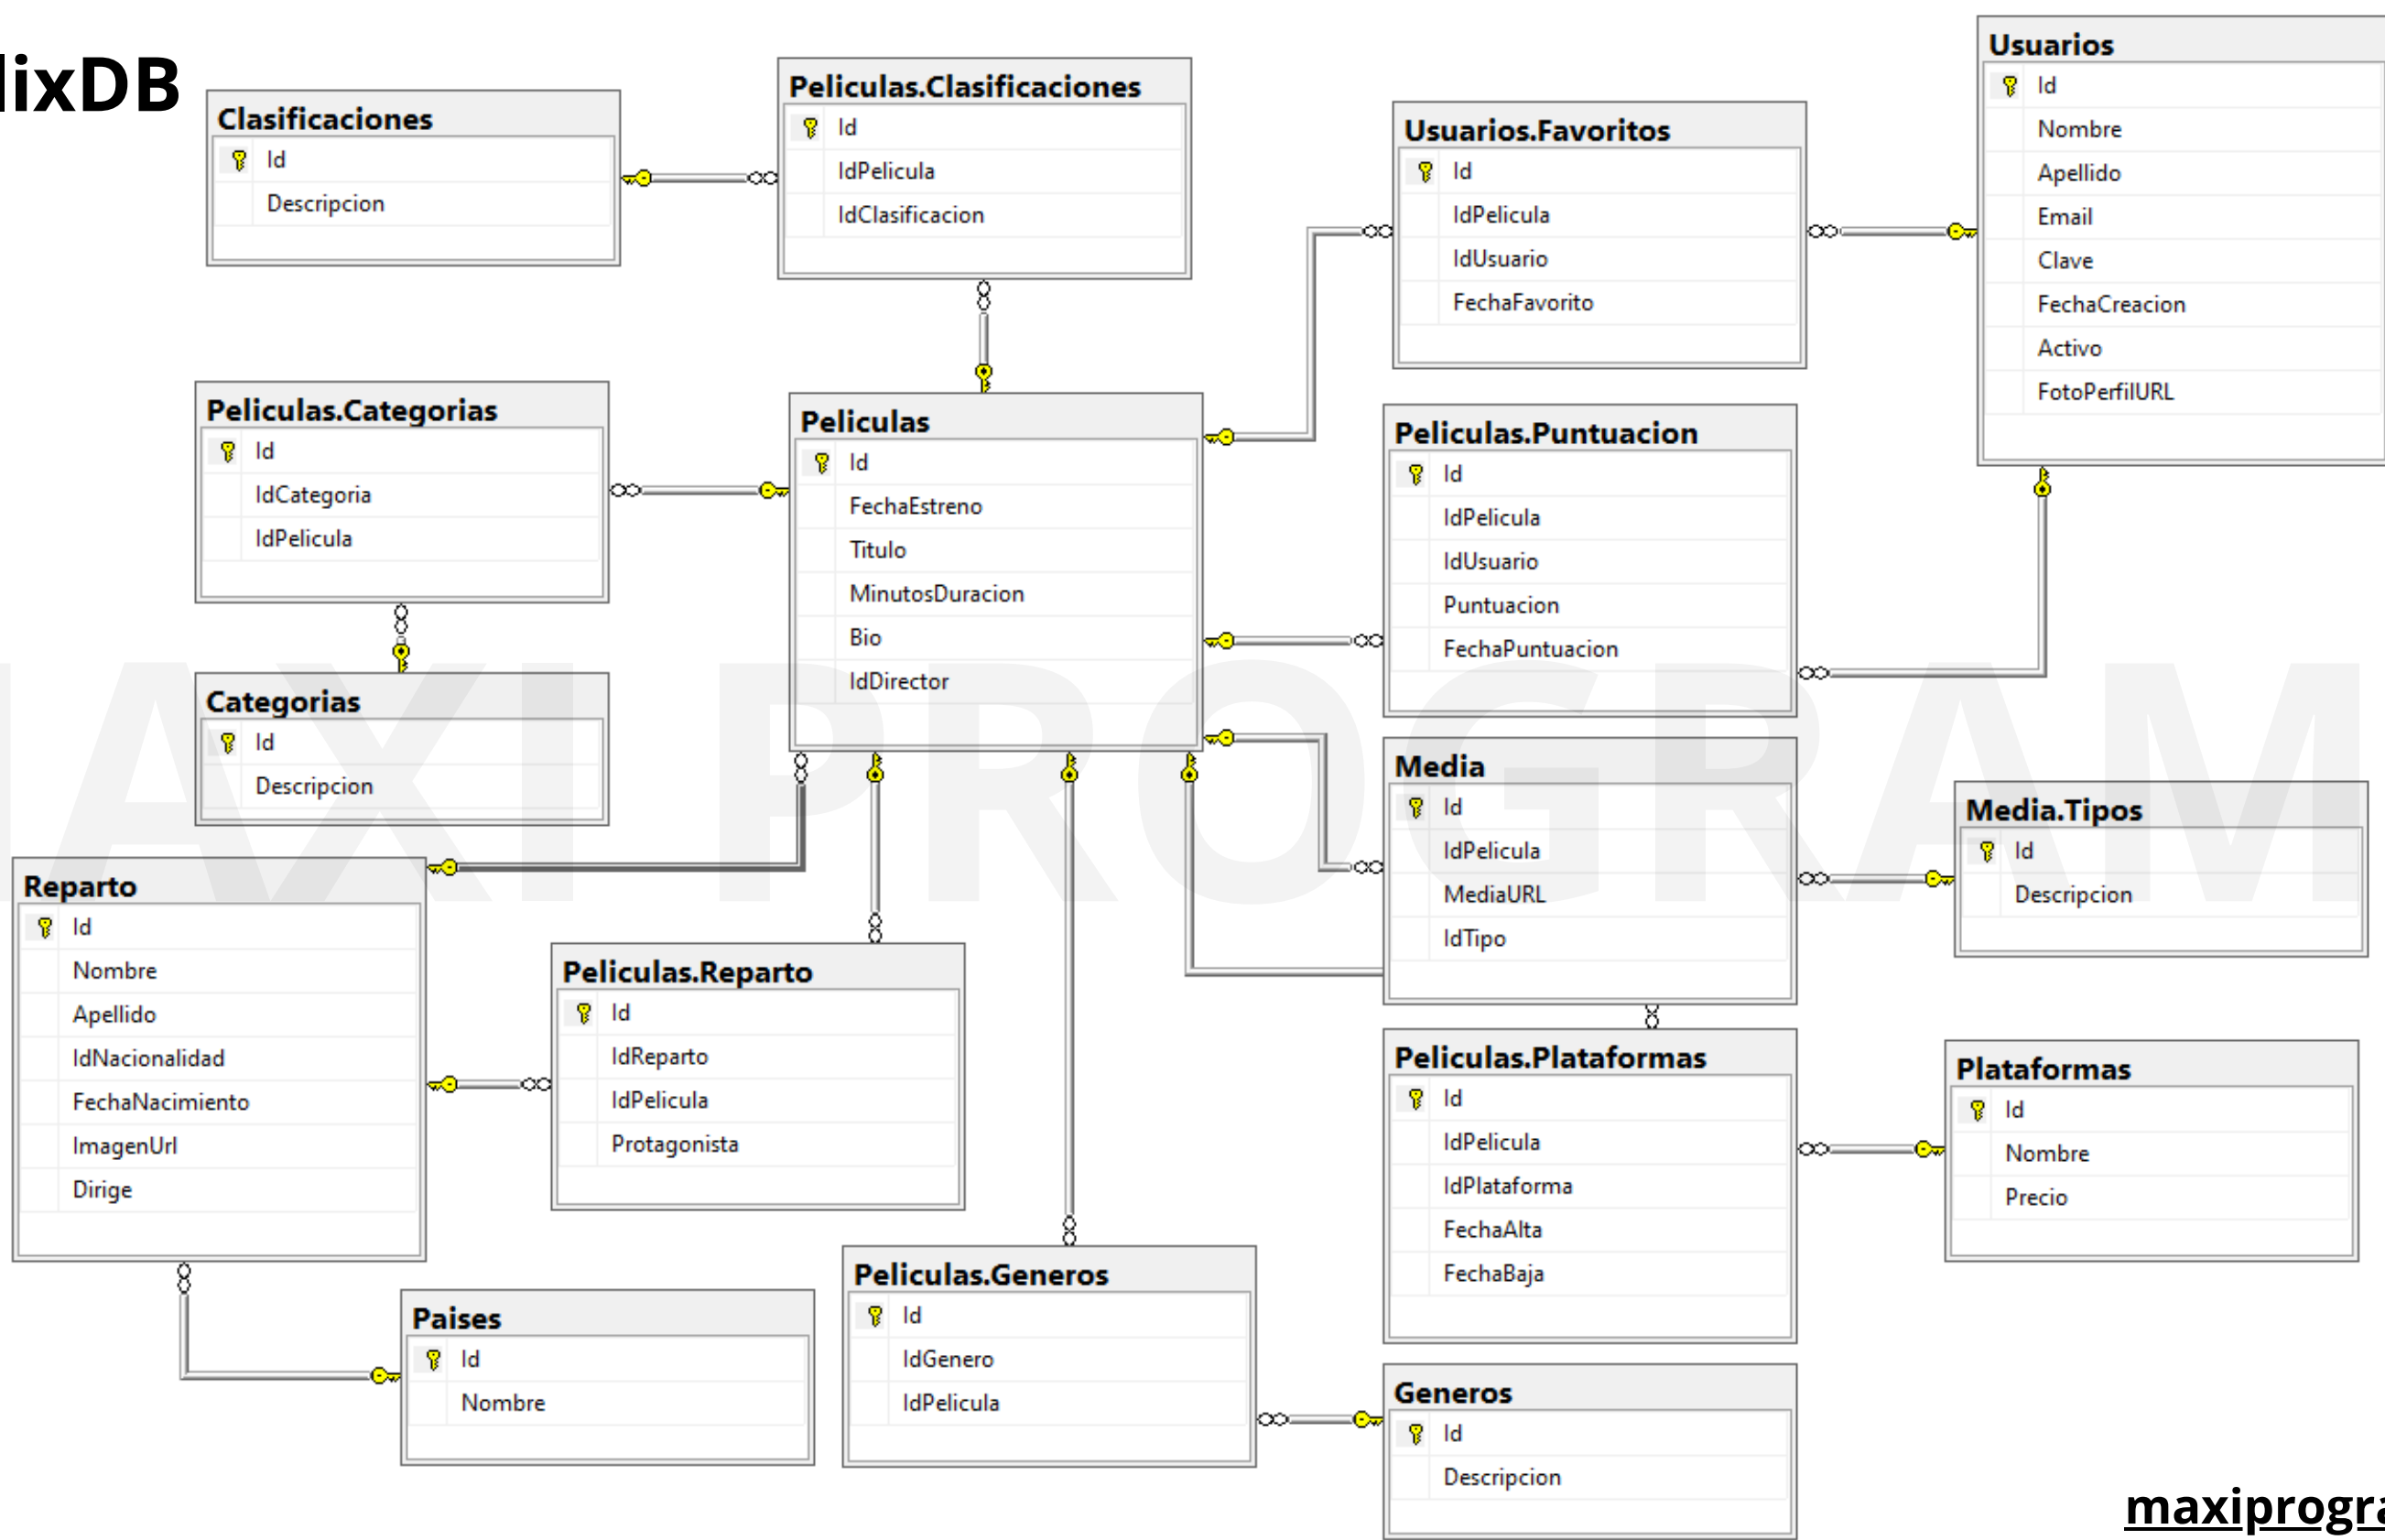 lixDB
Clasificaciones
Id
Descripcion
Peliculas.Clasificaciones
Id
IdPelicula
IdClasificacion
Usuarios.Favoritos
Id
IdPelicula
IdUsuario
FechaFavorito
Usuarios
Id
Nombre
Apellido
Email
Clave
FechaCreacion
Activo
FotoPerfilURL
Peliculas.Categorias
Id
IdCategoria
IdPelicula
Peliculas
Id
FechaEstreno
Titulo
MinutosDuracion
Bio
IdDirector
Peliculas.Puntuacion
Id
IdPelicula
IdUsuario
Puntuacion
FechaPuntuacion
Categorias
Id
Descripcion
Media
Id
IdPelicula
MediaURL
IdTipo
Media.Tipos
Id
Descripcion
Reparto
Id
Nombre
Apellido
IdNacionalidad
FechaNacimiento
ImagenUrl
Dirige
Peliculas.Reparto
Id
IdReparto
IdPelicula
Protagonista
Peliculas.Plataformas
Id
IdPelicula
IdPlataforma
FechaAlta
FechaBaja
Plataformas
Id
Nombre
Precio
Paises
Id
Nombre
Peliculas.Generos
Id
IdGenero
IdPelicula
Generos
Id
Descripcion
MAXI PROGRAM
maxiprogra